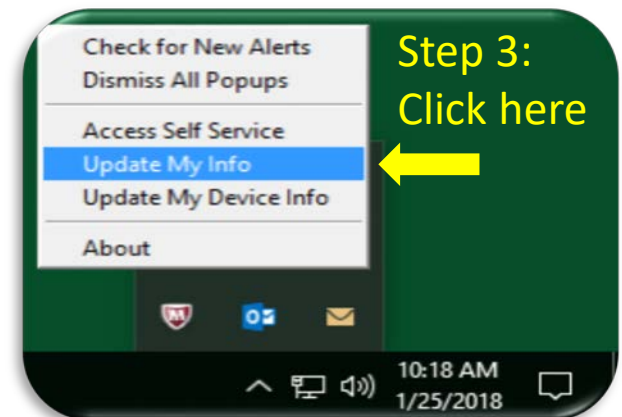 Check for New Alerts
Dismiss All Popups
Access Self Service
Update My Info
Update My Device Info
About
Step 3:
Click here
10:18 AM
1/25/2018